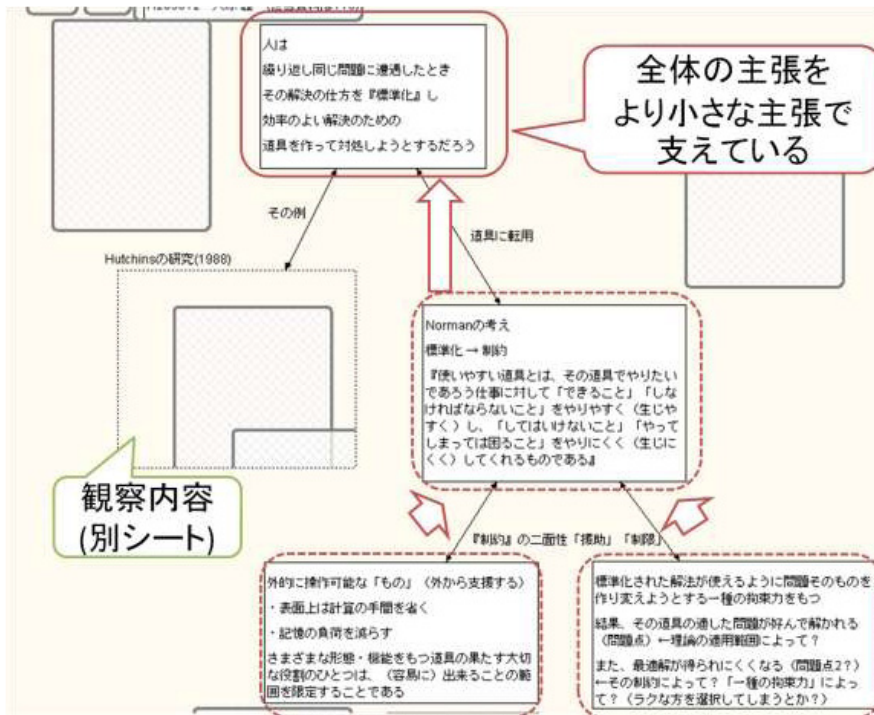 人は
繰り返し同じ問題に遭遇したとき
その解決の仕方を『標準化』し
効率のよい解決のための
道具を作って対処しようとするだろう
全体の主張を
より小さな主張で
支えている
その例
道具に転用
Hutchinsの研究(1988)
Normanの考え
標準化 → 制約
『使いやすい道具とは、その道具でやりたい
であろう仕事に対して「できること」「しな
ければならないこと」をやりやすく（生じや
すく）し、「してはいけないこと」「やって
しまっては困ること」をやりにくく（生じに
くく）してくれるものである』
観察内容
(別シート)
『制約』の二面性「援助」「制限」
外的に操作可能な「もの」（外から支援する）
・表面上は計算の手間を省く
・記憶の負荷を減らす
さまざまな形態・機能をもつ道具の果たす大切
な役割のひとつは、（容易に）出来ることの範
囲を限定することである
標準化された解法が使えるように問題そのものを
作り変えようとする一種の拘束力をもつ
結果、その道具の適した問題が好んで解かれる
（問題点）←理論の適用範囲によって？
また、最適解が得られにくくなる（問題点2?）
←その制約によって？「一種の拘束力」によっ
て？（ラクな方を選択してしまうとか？）